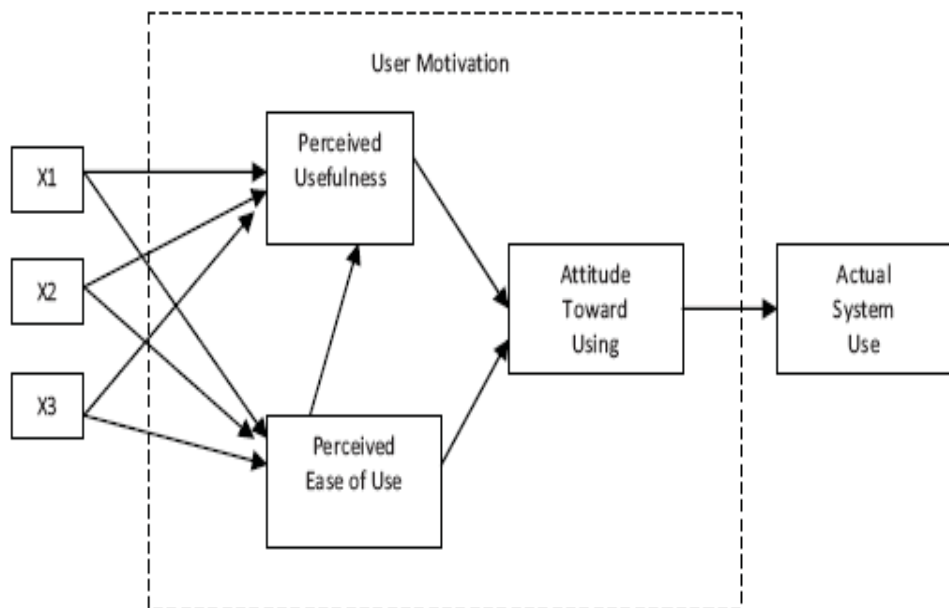 User Motivation
X1
X2
X3
Perceived
Usefulness
Perceived
Ease of Use
Attitude
Toward
Using
Actual
System
Use